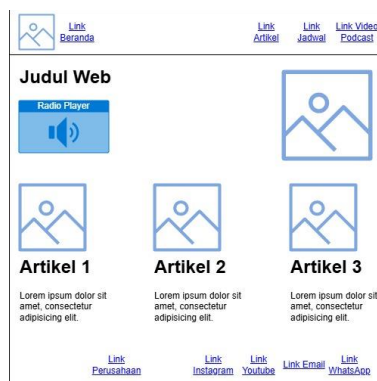 Link
Beranda
Link
Artikel
Link
Jadwal
Link Video
Podcast
Judul Web
Radio Player
Artikel 1
Lorem ipsum dolor sit
amet, consectetur
adipisicing elit.
Artikel 2
Lorem ipsum dolor sit
amet, consectetur
adipisicing elit.
Artikel 3
Lorem ipsum dolor sit
amet, consectetur
adipisicing elit.
Link
Perusahaan
Link
Instagram
Link
Youtube
Link Email
Link
WhatsApp